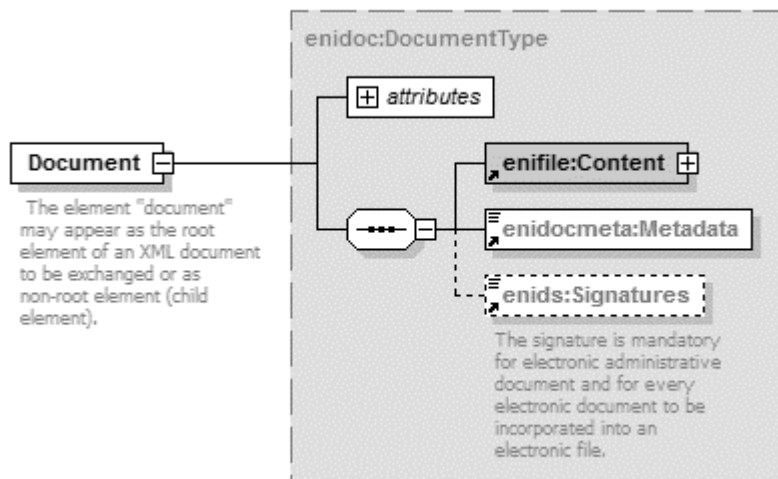 enidoc:DocumentType
attributes
Document
enifile:Content
The element "document"
may appear as the root
element of an XML document
to be exchanged or as
non-root element (child
element).
enidocmeta:Metadata
enids:Signatures
The signature is mandatory
for electronic administrative
document and for every
electronic document to be
incorporated into an
electronic file.